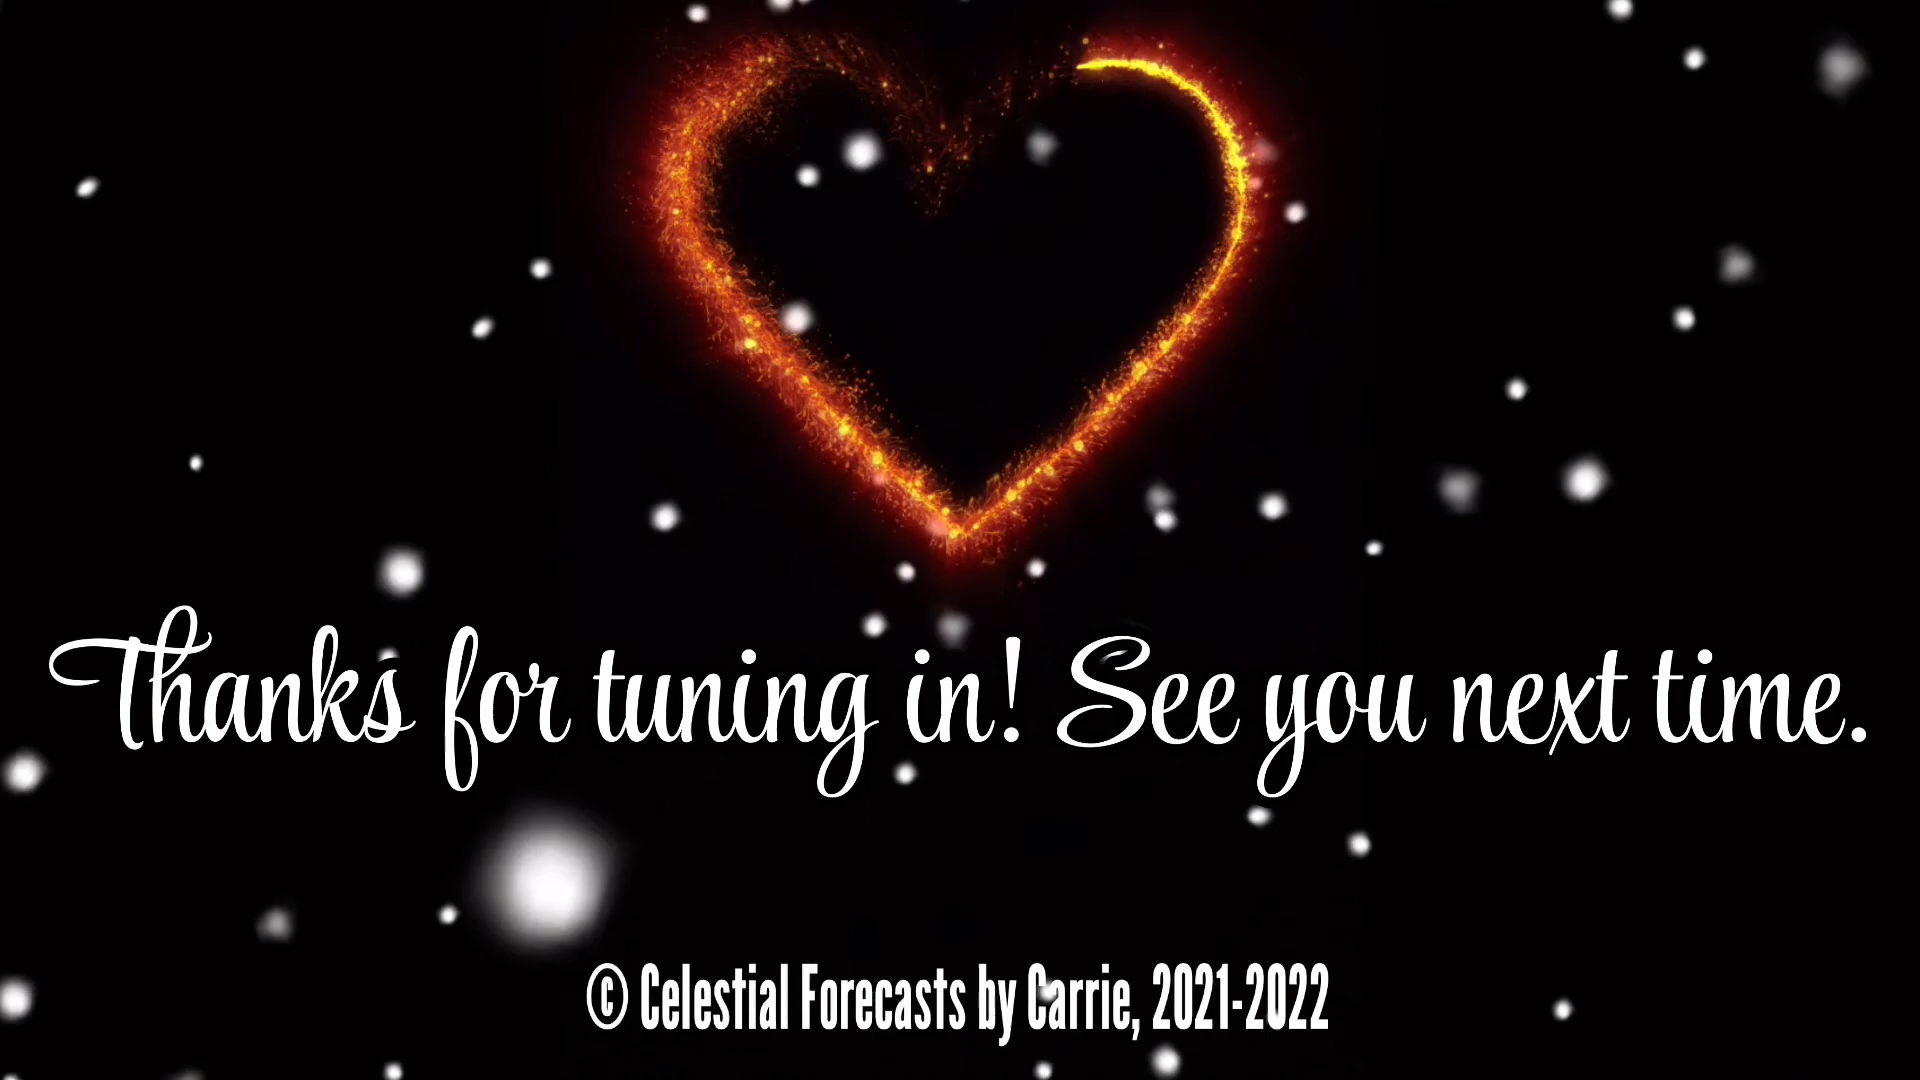 Thanks for tuning in! See you next time.
© Celestial Forecasts by Carrie, 2021-2022